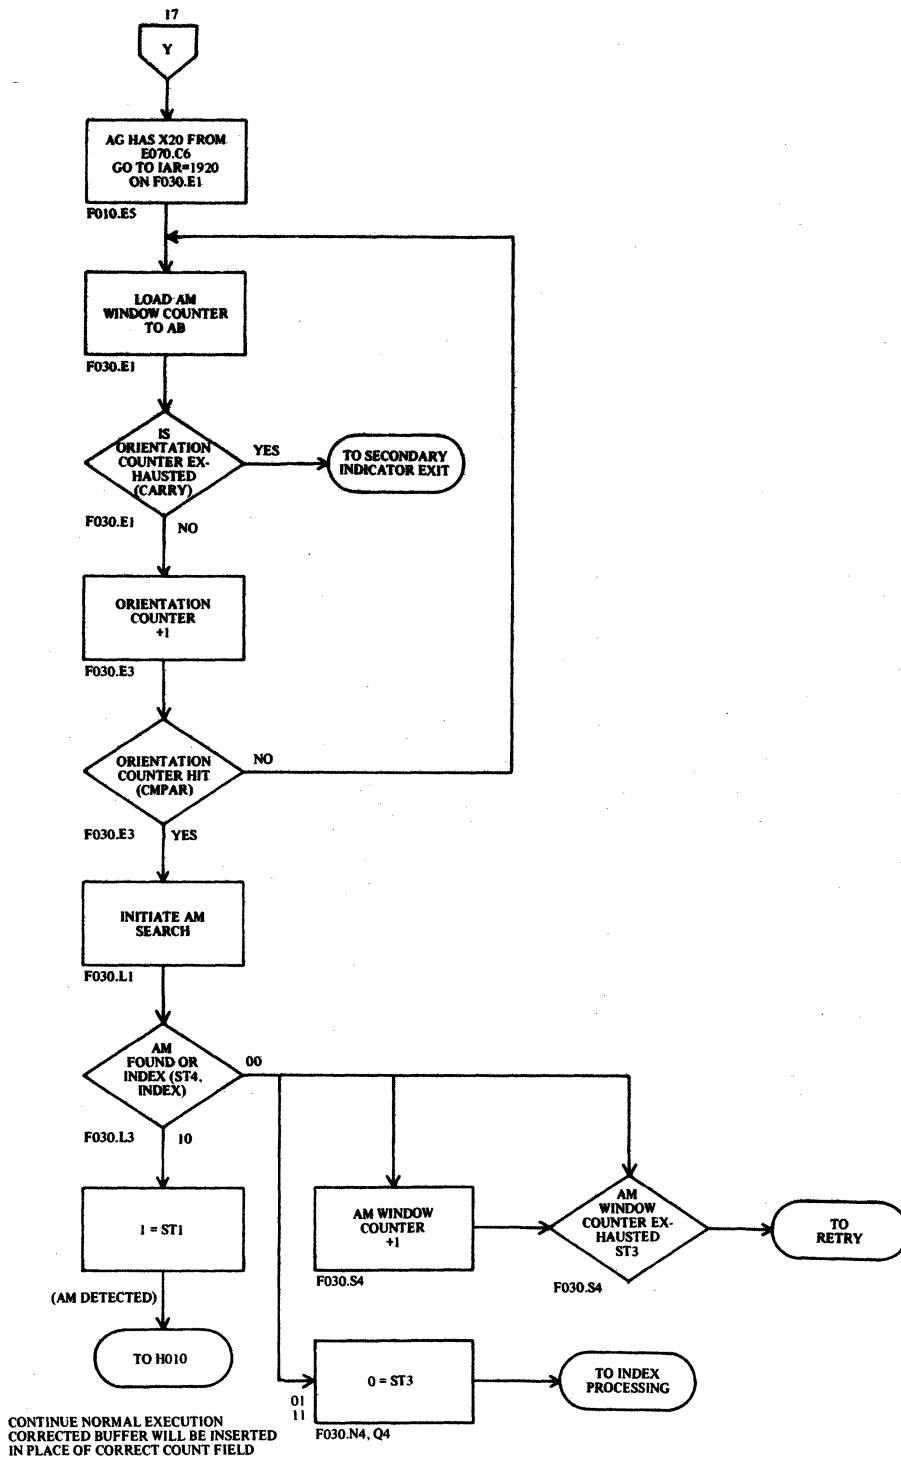 17
Y
AG HAS X20 FROM
E070.C6
GO TO IAR=1920
ON F030.E1
F010.E5
LOAD AM
WINDOW COUNTER
TO AB
F030.E1
IS
ORIENTATION
COUNTER EX-
HAUSTED
(CARRY)
YES
TO SECONDARY
INDICATOR EXIT
F030.E1
NO
ORIENTATION
COUNTER
+1
F030.E3
ORIENTATION
COUNTER HIT
(CMPAR)
NO
F030.E3
YES
INITIATE AM
SEARCH
F030.L1
AM
FOUND OR
INDEX (ST4,
INDEX)
00
F030.L3
10
1 = ST1
AM WINDOW
COUNTER
+1
F030.S4
AM
WINDOW
COUNTER EX-
HAUSTED
ST3
F030.S4
TO
RETRY
(AM DETECTED)
TO H010
01
11
0 = ST3
F030.N4, Q4
TO INDEX
PROCESSING
CONTINUE NORMAL EXECUTION
CORRECTED BUFFER WILL BE INSERTED
IN PLACE OF CORRECT COUNT FIELD